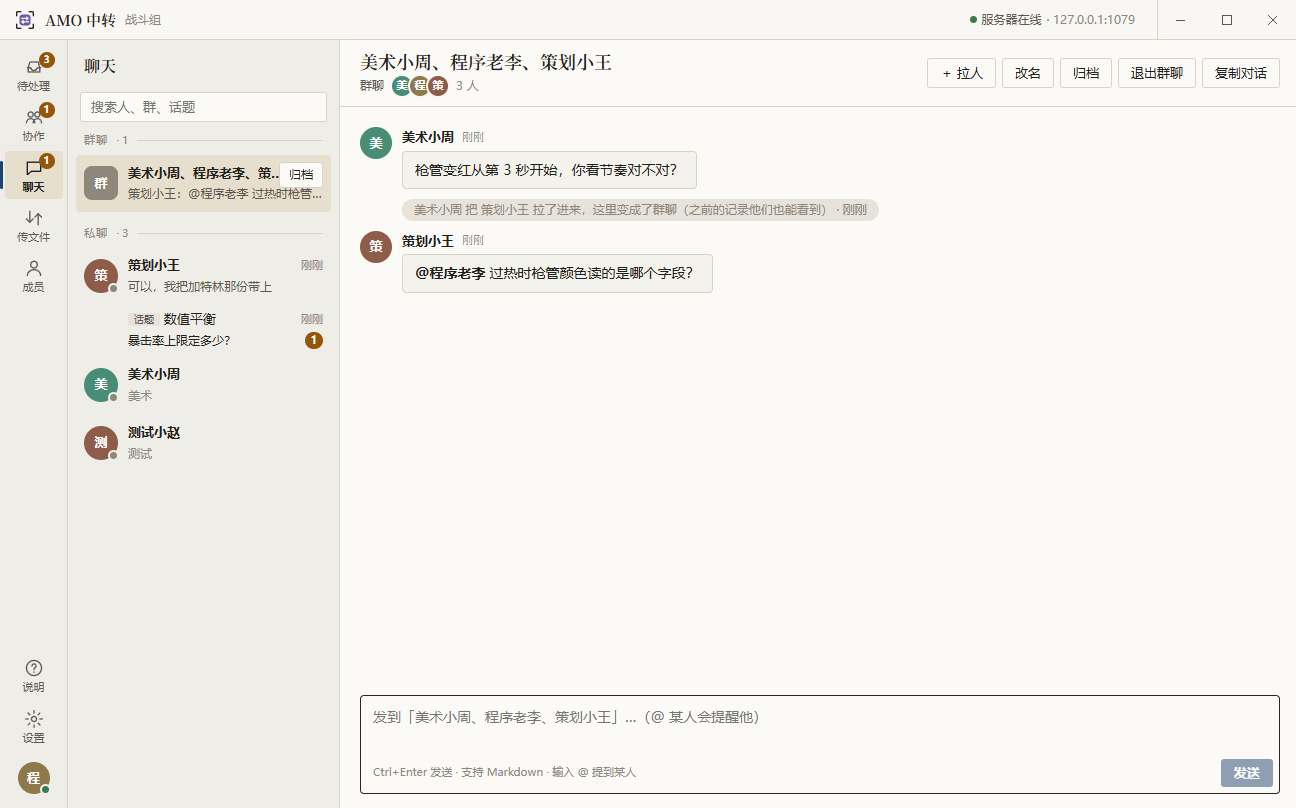 AMO 中转 战斗组
服务器在线 · 127.0.0.1:1079
3
待处理
1
协作
1
聊天
传文件
成员
说明
设置
程
聊天
搜索人、群、话题
群聊 · 1
群
美术小周、程序老李、策...
归档
策划小王：@程序老李 过热时枪管...
私聊 · 3
策
策划小王 刚刚
可以，我把加特林那份带上
话题 数值平衡 刚刚
暴击率上限定多少？ 1
美
美术小周
美术
测
测试小赵
测试
美术小周、程序老李、策划小王
群聊 美 程 策 3 人
+ 拉人 改名 归档 退出群聊 复制对话
美
美术小周 刚刚
枪管变红从第 3 秒开始，你看节奏对不对？
美术小周 把 策划小王 拉了进来，这里变成了群聊（之前的记录他们也能看到） · 刚刚
策
策划小王 刚刚
@程序老李 过热时枪管颜色读的是哪个字段？
发到「美术小周、程序老李、策划小王」...（@ 某人会提醒他）
Ctrl+Enter 发送 · 支持 Markdown · 输入 @ 提到某人
发送